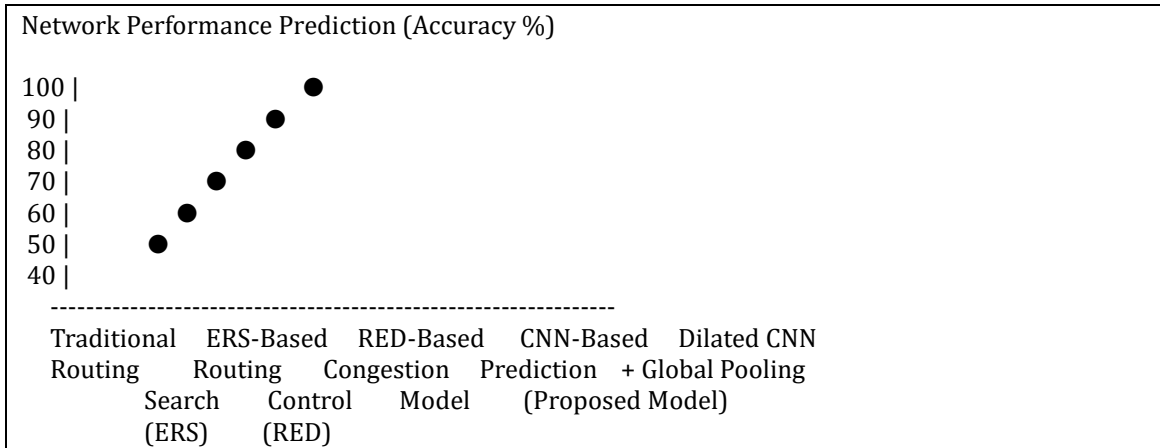 Network Performance Prediction (Accuracy %)
100 | ●
90 | ●
80 | ●
70 | ●
60 | ●
50 | ●
40 |
----------------------------------------------------------------
Traditional ERS-Based RED-Based CNN-Based Dilated CNN
Routing Routing Congestion Prediction + Global Pooling
Search Control Model (Proposed Model)
(ERS) (RED)